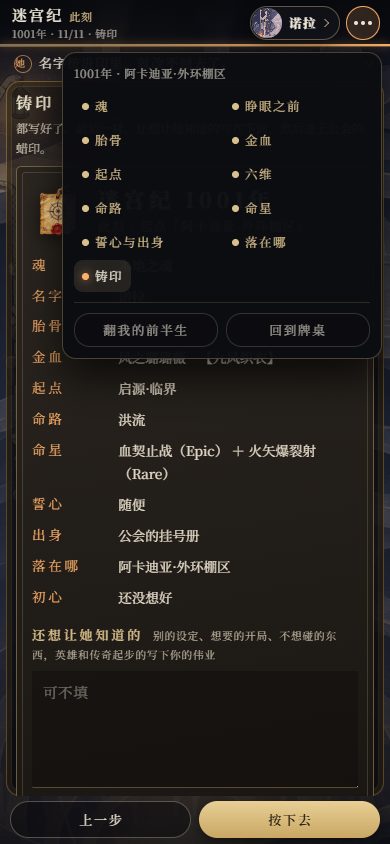 迷宫纪 此刻
1001年 · 11/11 · 铸印
诺拉
她 名字
1001年 · 阿卡迪亚·外环棚区
魂 睁眼之前
胎骨 金血
起点 六维
命路 命星
誓心与出身 落在哪
铸印
翻我的前半生 回到牌桌
铸印
都写好了
蜡印。
迷宫纪 1001年
魂
名字
胎骨
金血
起点 启源·临界
命路 洪流
命星 血契止战（Epic）＋ 火矢爆裂射
（Rare）
誓心 随便
出身 公会的挂号册
落在哪 阿卡迪亚·外环棚区
初心 还没想好
还想让她知道的 别的设定、想要的开局、不想碰的东
西，英雄和传奇起步的写下你的伟业
可不填
上一步 按下去